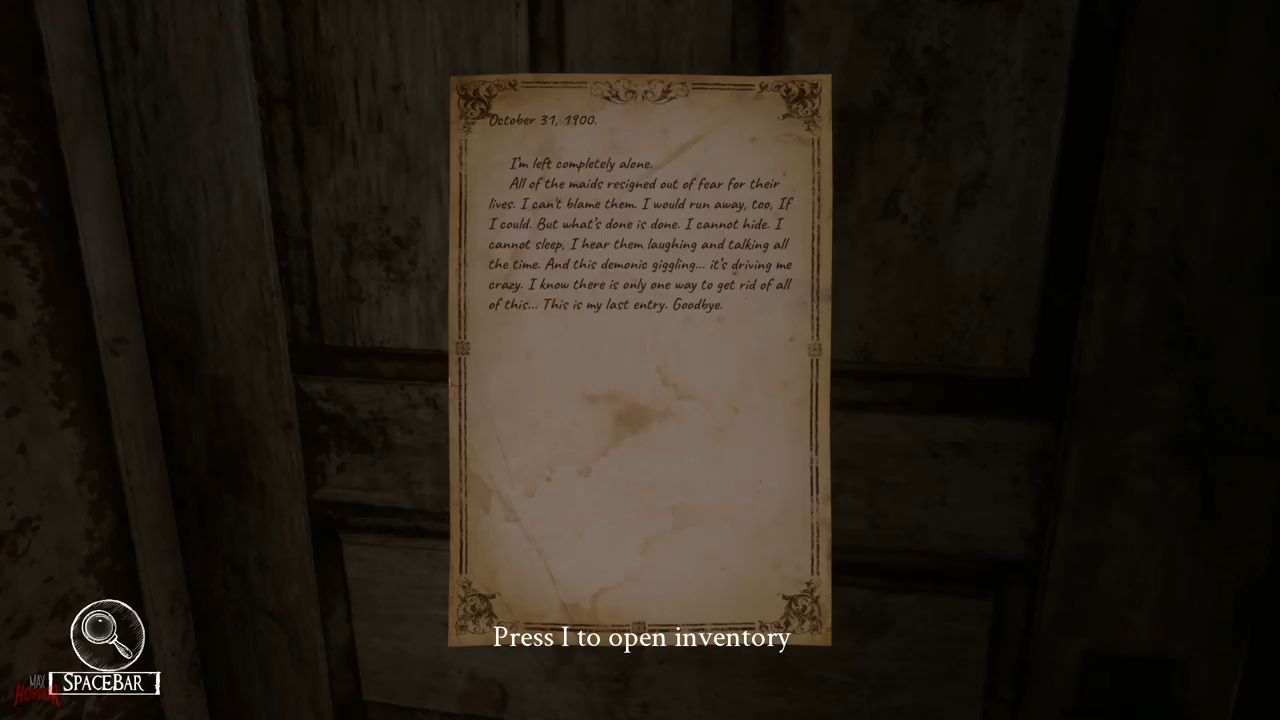 October 31, 1900.
I'm left completely alone.
All of the maids resigned out of fear for their
lives. I can't blame them. I would run away, too, If
I could. But what's done is done. I cannot hide. I
cannot sleep, I hear them laughing and talking all
the time. And this demonic giggling... it's driving me
crazy. I know there is only one way to get rid of all
of this... This is my last entry. Goodbye.
Press I to open inventory
SPACEBAR
MAX
HORROR